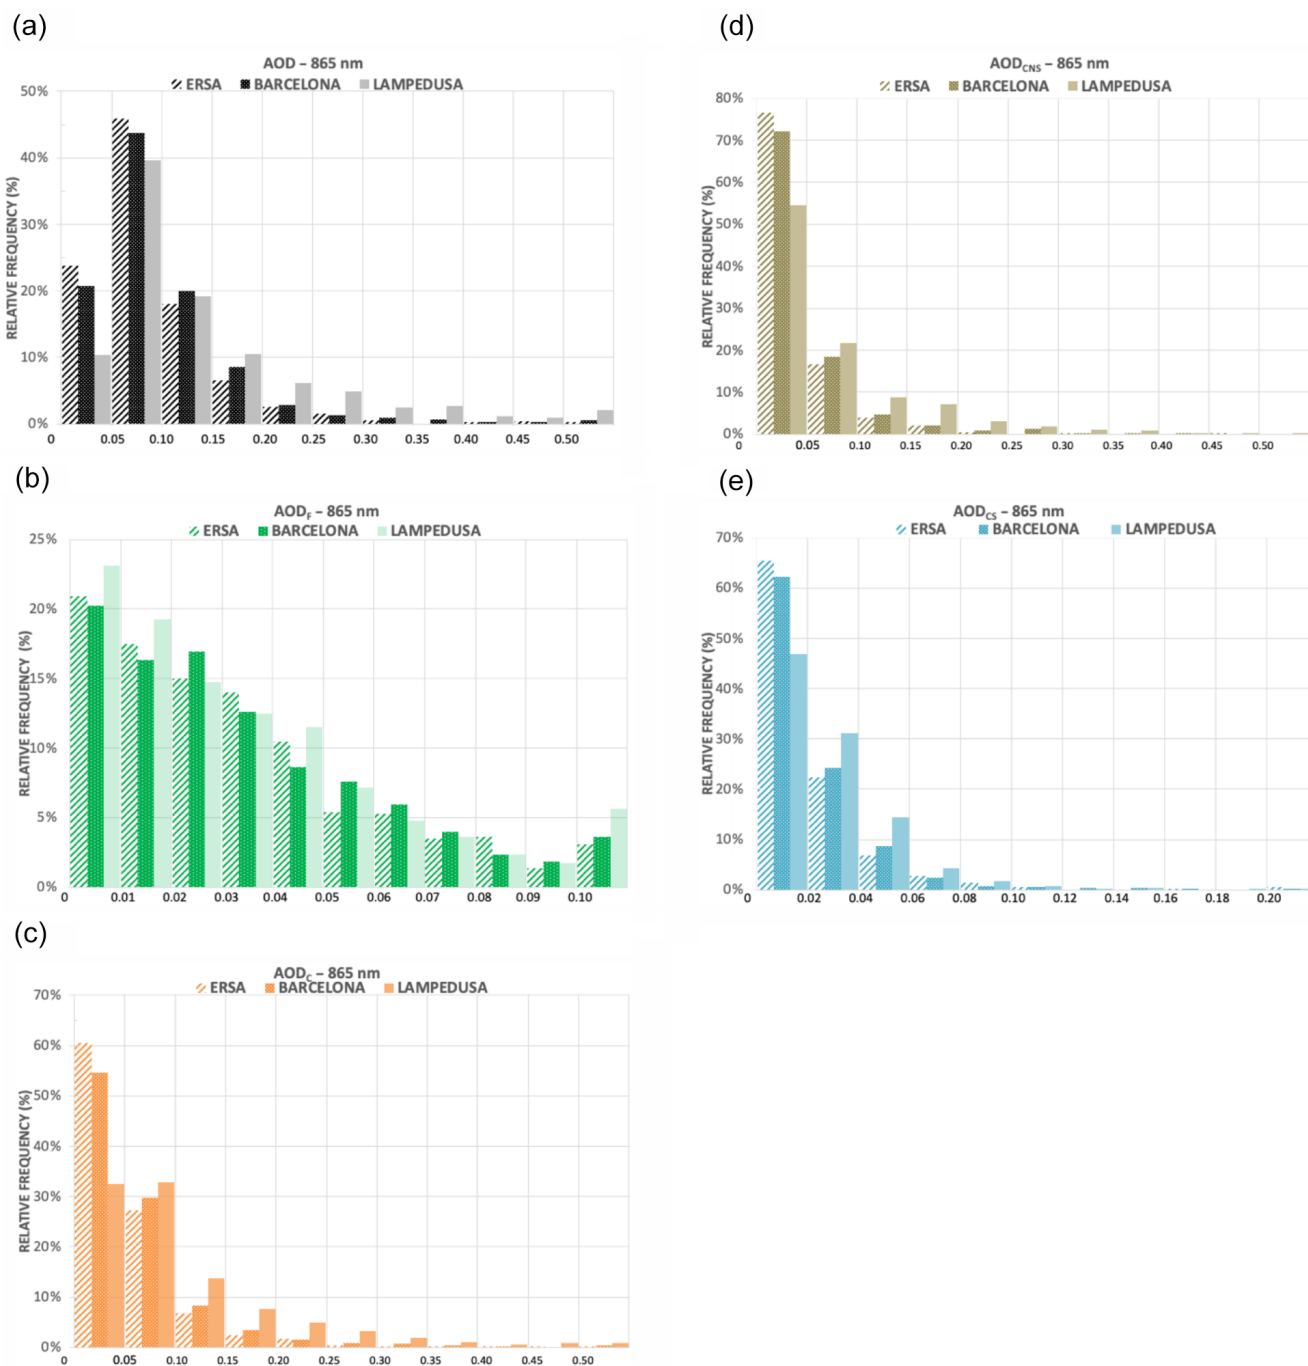 (a)
AOD – 865 nm
ERSA BARCELONA LAMPEDUSA
RELATIVE FREQUENCY (%)
50%
40%
30%
20%
10%
0%
0 0.05 0.10 0.15 0.20 0.25 0.30 0.35 0.40 0.45 0.50
(b)
AODF – 865 nm
ERSA BARCELONA LAMPEDUSA
RELATIVE FREQUENCY (%)
25%
20%
15%
10%
5%
0%
0 0.01 0.02 0.03 0.04 0.05 0.06 0.07 0.08 0.09 0.10
(c)
AODC – 865 nm
ERSA BARCELONA LAMPEDUSA
RELATIVE FREQUENCY (%)
70%
60%
50%
40%
30%
20%
10%
0%
0 0.05 0.10 0.15 0.20 0.25 0.30 0.35 0.40 0.45 0.50
(d)
AODCNS – 865 nm
ERSA BARCELONA LAMPEDUSA
RELATIVE FREQUENCY (%)
80%
70%
60%
50%
40%
30%
20%
10%
0%
0 0.05 0.10 0.15 0.20 0.25 0.30 0.35 0.40 0.45 0.50
(e)
AODCS – 865 nm
ERSA BARCELONA LAMPEDUSA
RELATIVE FREQUENCY (%)
70%
60%
50%
40%
30%
20%
10%
0%
0 0.02 0.04 0.06 0.08 0.10 0.12 0.14 0.16 0.18 0.20